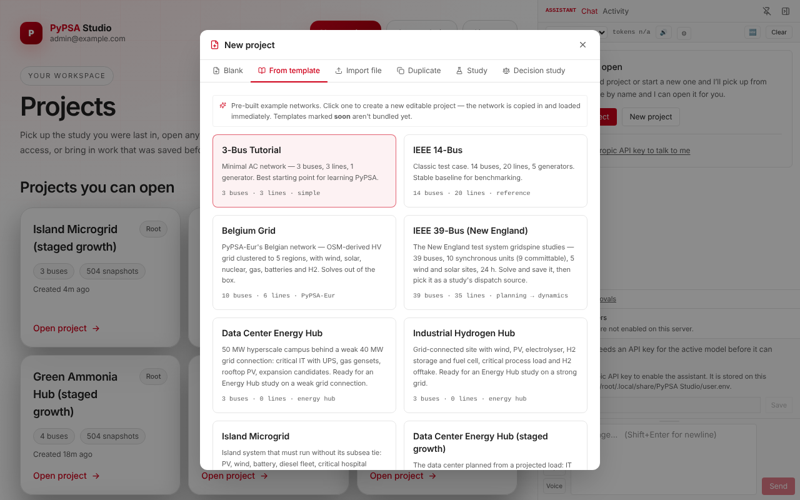 P
PyPSA Studio
admin@example.com
YOUR WORKSPACE
Projects
Pick up the study you were last in, open any
access, or bring in work that was saved befo
Projects you can open
Island Microgrid
(staged growth)
Root
3 buses
504 snapshots
Created 4m ago
Open project →
Green Ammonia
Hub (staged
growth)
Root
4 buses
504 snapshots
Created 18m ago
Open project →
Open project →
Open project →
New project
Blank
From template
Import file
Duplicate
Study
Decision study
Pre-built example networks. Click one to create a new editable project — the network is copied in and loaded
immediately. Templates marked soon aren't bundled yet.
3-Bus Tutorial
Minimal AC network — 3 buses, 3 lines, 1
generator. Best starting point for learning PyPSA.
3 buses · 3 lines · simple
IEEE 14-Bus
Classic test case. 14 buses, 20 lines, 5 generators.
Stable baseline for benchmarking.
14 buses · 20 lines · reference
Belgium Grid
PyPSA-Eur's Belgian network — OSM-derived HV
grid clustered to 5 regions, with wind, solar,
nuclear, gas, batteries and H2. Solves out of the
box.
10 buses · 6 lines · PyPSA-Eur
IEEE 39-Bus (New England)
The New England test system gridspine studies —
39 buses, 10 synchronous units (9 committable), 5
wind and solar sites, 24 h. Solve and save it, then
pick it as a study's dispatch source.
39 buses · 35 lines · planning → dynamics
Data Center Energy Hub
50 MW hyperscale campus behind a weak 40 MW
grid connection: critical IT with UPS, gas gensets,
rooftop PV, expansion candidates. Ready for an
Energy Hub study on a weak grid connection.
3 buses · 0 lines · energy hub
Industrial Hydrogen Hub
Grid-connected site with wind, PV, electrolyser, H2
storage and fuel cell, critical process load and H2
offtake. Ready for an Energy Hub study on a strong
grid.
3 buses · 0 lines · energy hub
Island Microgrid
Island system that must run without its subsea tie:
PV, wind, battery, diesel fleet, critical hospital
Data Center Energy Hub (staged
growth)
The data center planned from a projected load: IT
ASSISTANT
Chat
Activity
tokens n/a
Clear
open
d project or start a new one and I'll pick up from
e by name and I can open it for you.
ct
New project
ropic API key to talk to me
ovals
rs
re not enabled on this server.
eeds an API key for the active model before it can
ic API key to enable the assistant. It is stored on this
/root/.local/share/PyPSA Studio/user.env.
Save
ge... (Shift+Enter for newline)
Voice
Send